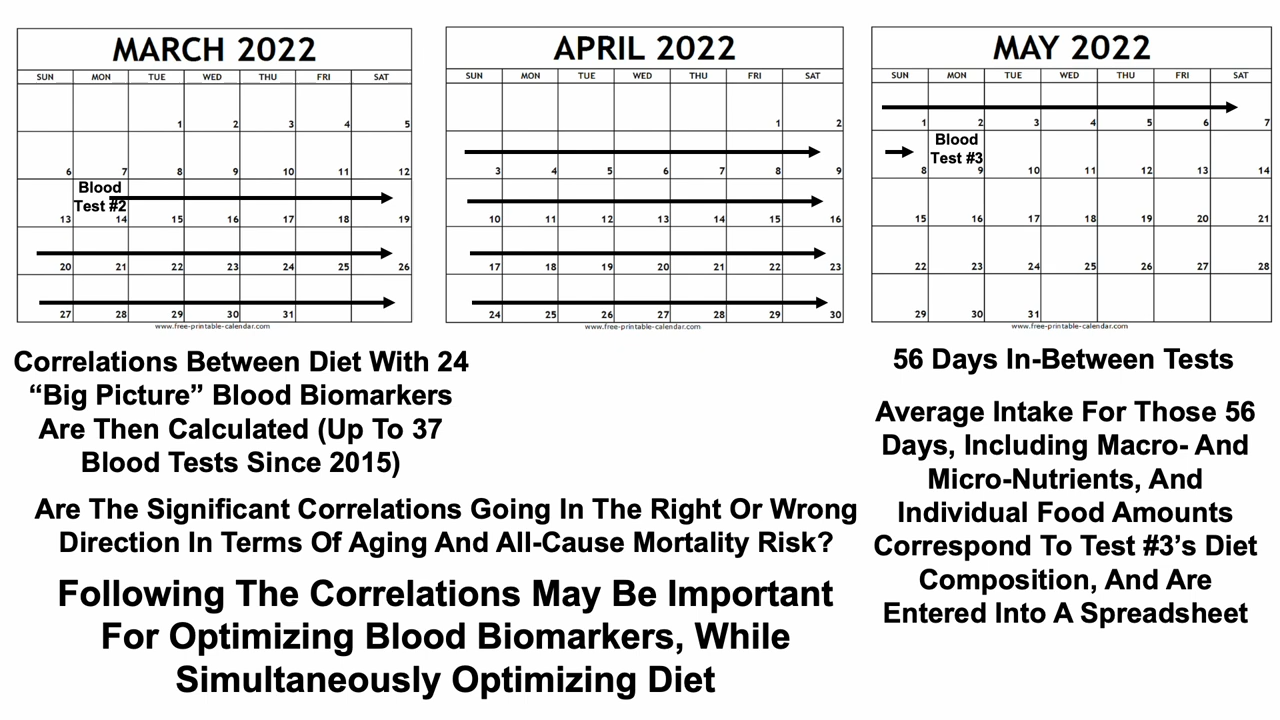 MARCH 2022
SUN MON TUE WED THU FRI SAT
1 2 3 4 5
6 7 8 9 10 11 12
Blood
Test #2
13 14 15 16 17 18 19
20 21 22 23 24 25 26
27 28 29 30 31
www.free-printable-calendar.com
APRIL 2022
SUN MON TUE WED THU FRI SAT
1 2
3 4 5 6 7 8 9
10 11 12 13 14 15 16
17 18 19 20 21 22 23
24 25 26 27 28 29 30
www.free-printable-calendar.com
MAY 2022
SUN MON TUE WED THU FRI SAT
1 2 3 4 5 6 7
Blood
Test #3
8 9 10 11 12 13 14
15 16 17 18 19 20 21
22 23 24 25 26 27 28
29 30 31
www.free-printable-calendar.com
Correlations Between Diet With 24
“Big Picture” Blood Biomarkers
Are Then Calculated (Up To 37
Blood Tests Since 2015)
Are The Significant Correlations Going In The Right Or Wrong
Direction In Terms Of Aging And All-Cause Mortality Risk?
Following The Correlations May Be Important
For Optimizing Blood Biomarkers, While
Simultaneously Optimizing Diet
56 Days In-Between Tests
Average Intake For Those 56
Days, Including Macro- And
Micro-Nutrients, And
Individual Food Amounts
Correspond To Test #3’s Diet
Composition, And Are
Entered Into A Spreadsheet